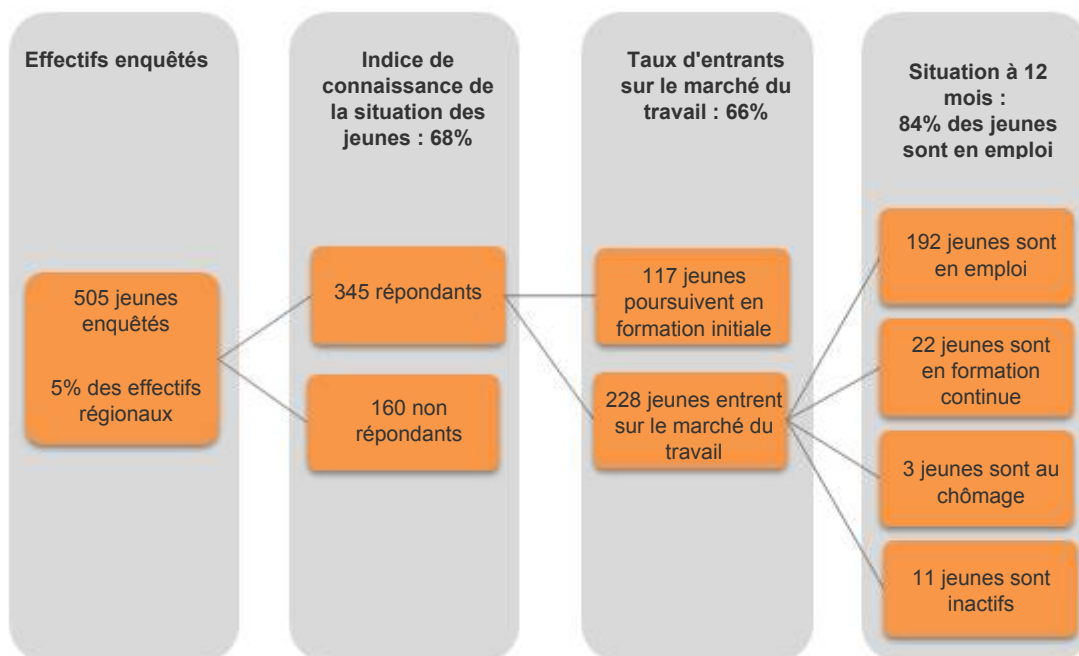 Effectifs enquêtés
505 jeunes
enquêtés
5% des effectifs
régionaux
Indice de
connaissance de
la situation des
jeunes : 68%
345 répondants
160 non
répondants
Taux d'entrants
sur le marché du
travail : 66%
117 jeunes
poursuivent en
formation initiale
228 jeunes entrent
sur le marché du
travail
Situation à 12
mois :
84% des jeunes
sont en emploi
192 jeunes sont
en emploi
22 jeunes sont
en formation
continue
3 jeunes sont au
chômage
11 jeunes sont
inactifs